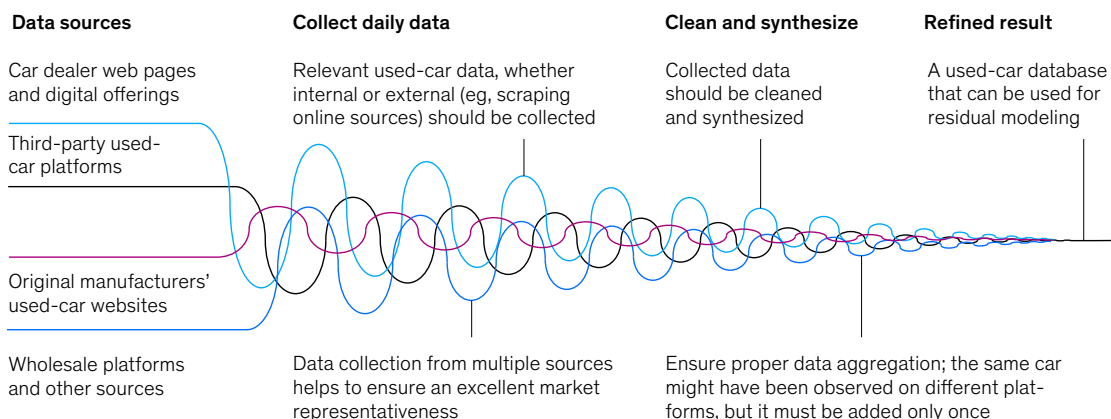 Data sources
Car dealer web pages
and digital offerings
Third-party used-
car platforms
Original manufacturers’
used-car websites
Wholesale platforms
and other sources
Collect daily data
Relevant used-car data, whether
internal or external (eg, scraping
online sources) should be collected
Data collection from multiple sources
helps to ensure an excellent market
representativeness
Clean and synthesize
Collected data
should be cleaned
and synthesized
Ensure proper data aggregation; the same car
might have been observed on different plat-
forms, but it must be added only once
Refined result
A used-car database
that can be used for
residual modeling